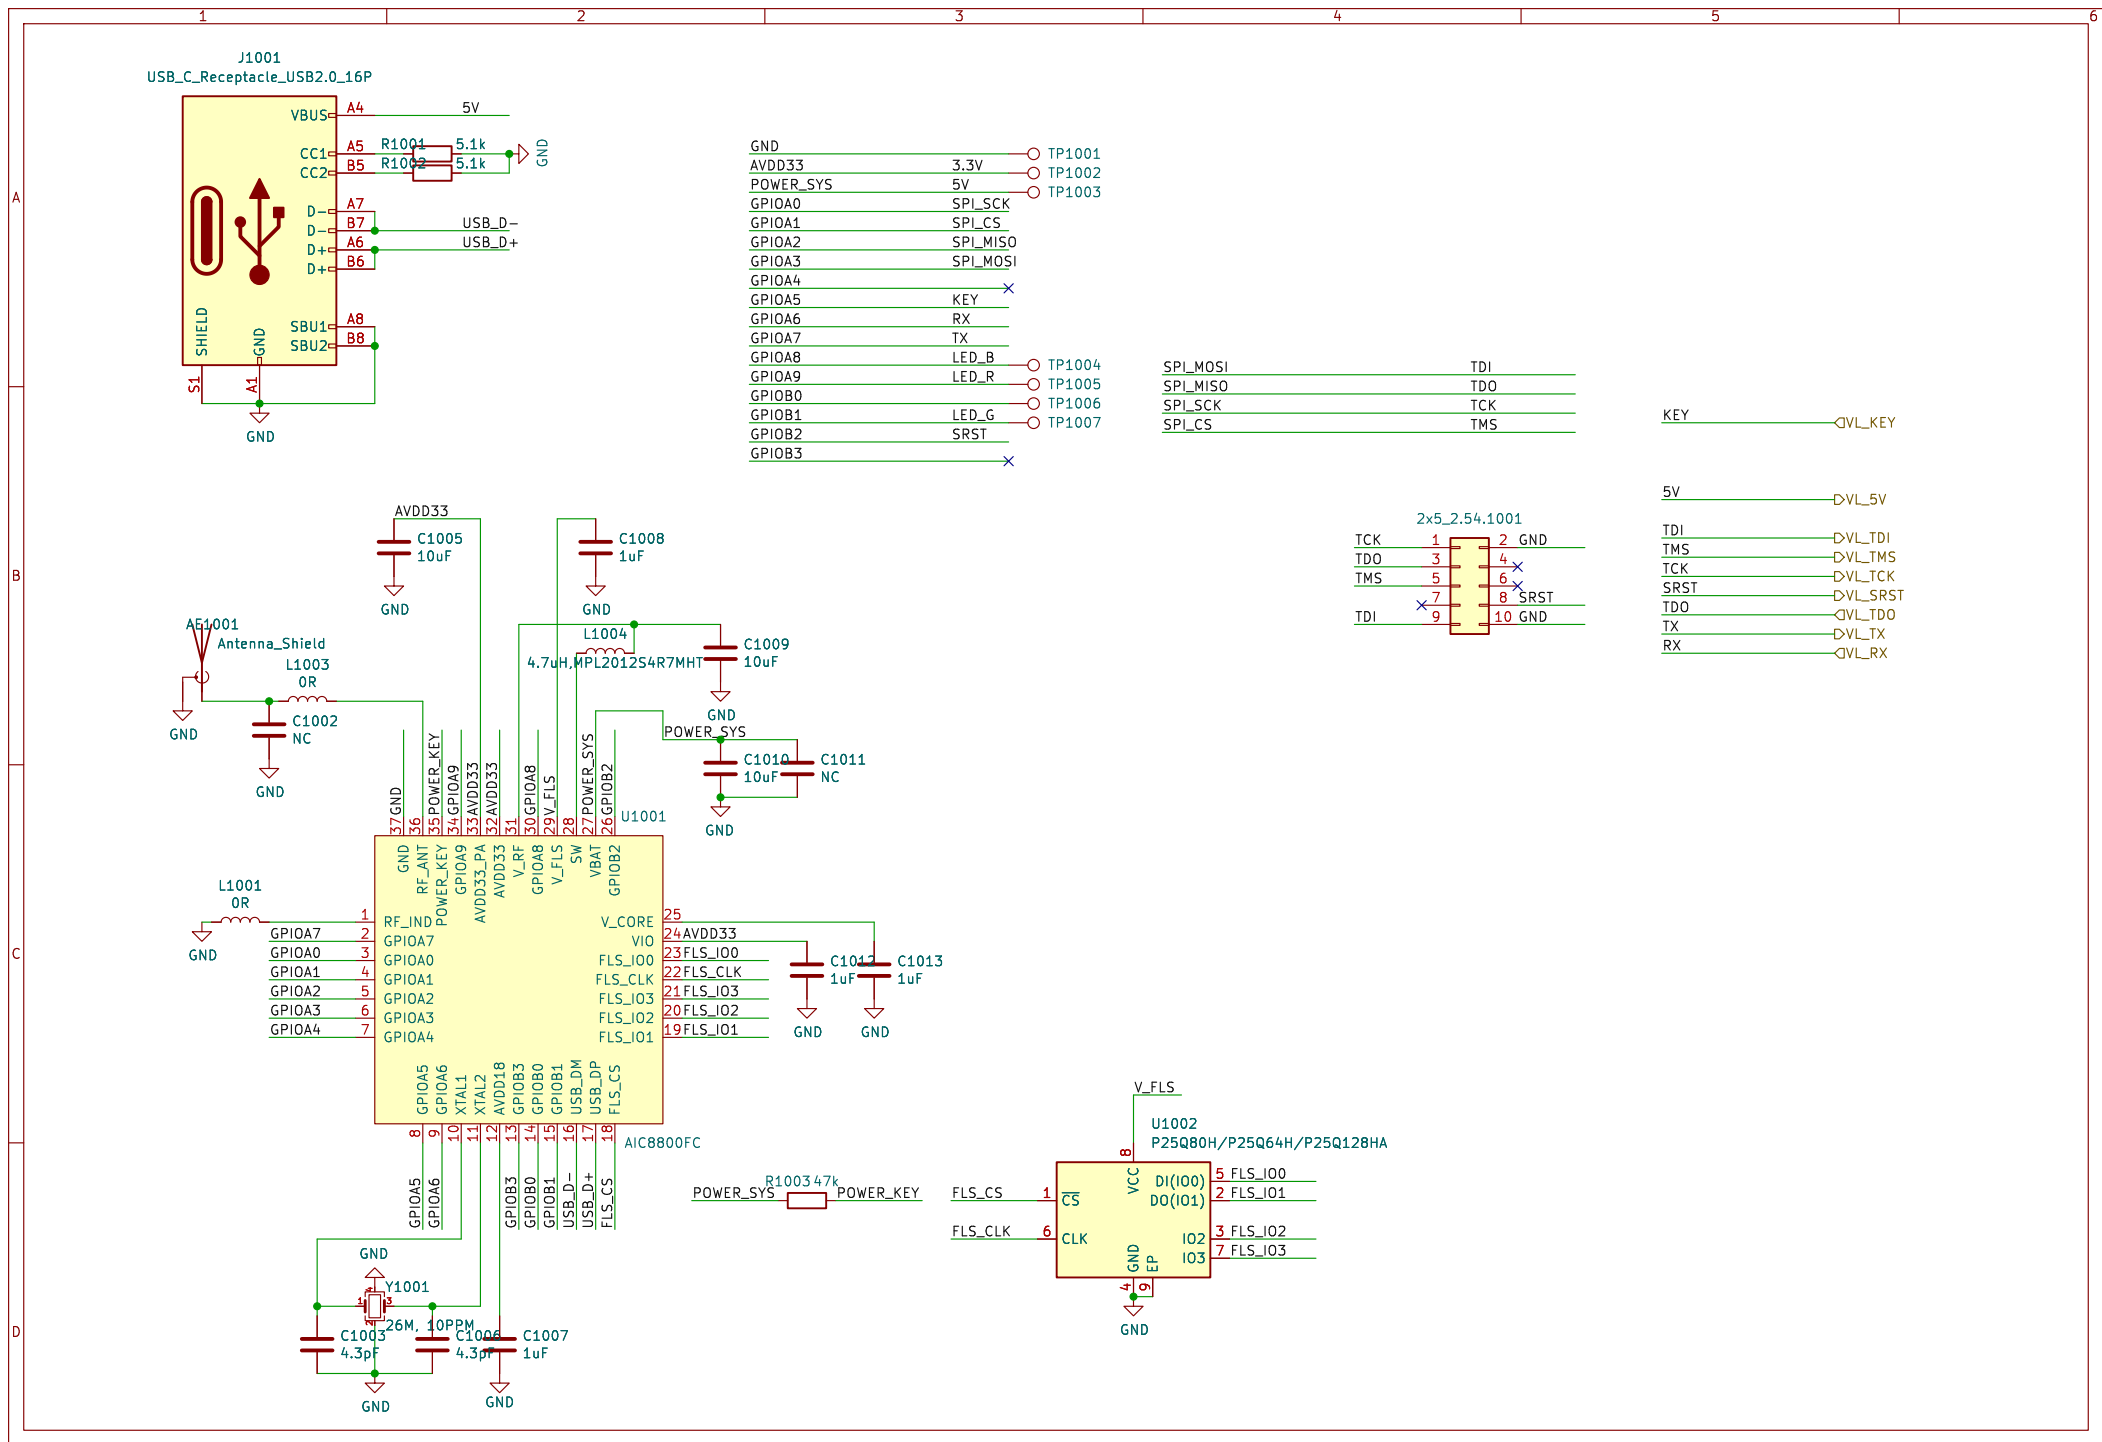 1 2 3 4 5 6
A
B
C
D
J1001
USB_C_Receptacle_USB2.0_16P
VBUS A4 5V
CC1 A5 R1001 5.1k
CC2 B5 R1002 5.1k
GND
D- A7
D- B7 USB_D-
D+ A6 USB_D+
D+ B6
SBU1 A8
SBU2 B8
SHIELD GND
S1 A1
GND
GND TP1001
AVDD33 3.3V TP1002
POWER_SYS 5V TP1003
GPIOA0 SPI_SCK
GPIOA1 SPI_CS
GPIOA2 SPI_MISO
GPIOA3 SPI_MOSI
GPIOA4
GPIOA5 KEY
GPIOA6 RX
GPIOA7 TX
GPIOA8 LED_B TP1004
GPIOA9 LED_R TP1005
GPIOB0 TP1006
GPIOB1 LED_G TP1007
GPIOB2 SRST
GPIOB3
SPI_MOSI TDI
SPI_MISO TDO
SPI_SCK TCK
SPI_CS TMS
KEY VL_KEY
5V VL_5V
TDI VL_TDI
TMS VL_TMS
TCK VL_TCK
SRST VL_SRST
TDO VL_TDO
TX VL_TX
RX VL_RX
2x5_2.54.1001
TCK 1 2 GND
TDO 3 4
TMS 5 6
7 8 SRST
TDI 9 10 GND
AVDD33
C1005
10uF
GND
C1008
1uF
GND
AE1001
Antenna_Shield
L1003
0R
GND
C1002
NC
GND
L1004
4.7uH,MPL2012S4R7MHT
C1009
10uF
GND
POWER_SYS
C1010
10uF
C1011
NC
GND
GND
POWER_KEY
GPIOA9
AVDD33
AVDD33
GPIOA8
V_FLS
POWER_SYS
GPIOB2
U1001
37 36 35 34 33 32 31 30 29 28 27 26
GND
RF_ANT
POWER_KEY
GPIOA9
AVDD33_PA
AVDD33
V_RF
GPIOA8
V_FLS
SW
VBAT
GPIOB2
L1001
0R
GND
1 RF_IND
GPIOA7 2 GPIOA7
GPIOA0 3 GPIOA0
GPIOA1 4 GPIOA1
GPIOA2 5 GPIOA2
GPIOA3 6 GPIOA3
GPIOA4 7 GPIOA4
V_CORE 25
VIO 24 AVDD33
FLS_IO0 23 FLS_IO0
FLS_CLK 22 FLS_CLK
FLS_IO3 21 FLS_IO3
FLS_IO2 20 FLS_IO2
FLS_IO1 19 FLS_IO1
C1012
1uF
GND
C1013
1uF
GND
GPIOA5
GPIOA6
XTAL1
XTAL2
AVDD18
GPIOB3
GPIOB0
GPIOB1
USB_DM
USB_DP
FLS_CS
8 9 10 11 12 13 14 15 16 17 18
AIC8800FC
GPIOA5
GPIOA6
GPIOB3
GPIOB0
GPIOB1
USB_D-
USB_D+
FLS_CS
GND
Y1001
1 2 3 4
26M, 10PPM
C1003
4.3pF
C1006
4.3pF
C1007
1uF
GND
GND
R1003 47k
POWER_SYS POWER_KEY
V_FLS
U1002
P25Q80H/P25Q64H/P25Q128HA
8
VCC
FLS_CS 1 CS
FLS_CLK 6 CLK
DI(IO0) 5 FLS_IO0
DO(IO1) 2 FLS_IO1
IO2 3 FLS_IO2
IO3 7 FLS_IO3
GND EP
4 9
GND